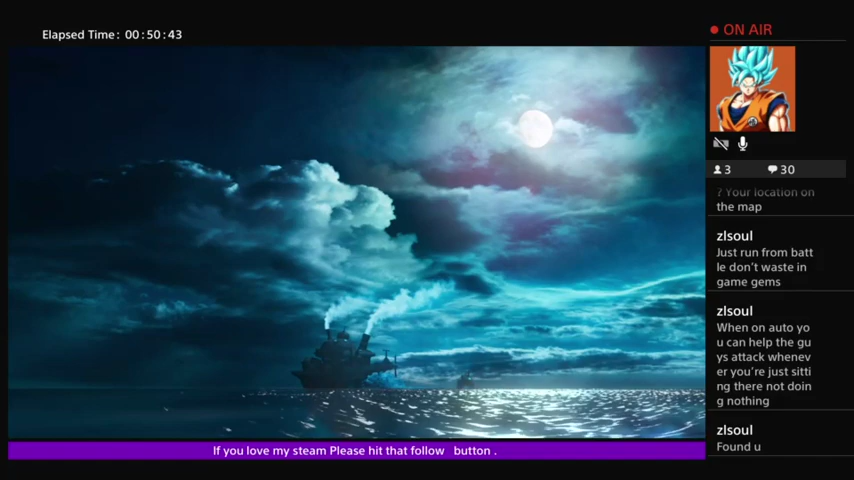 Elapsed Time: 00:50:43
ON AIR
3 30
? Your location on
the map
zlsoul
Just run from batt
le don't waste in
game gems
zlsoul
When on auto yo
u can help the gu
ys attack whenev
er you're just sitti
ng there not doin
g nothing
zlsoul
Found u
If you love my steam Please hit that follow button .